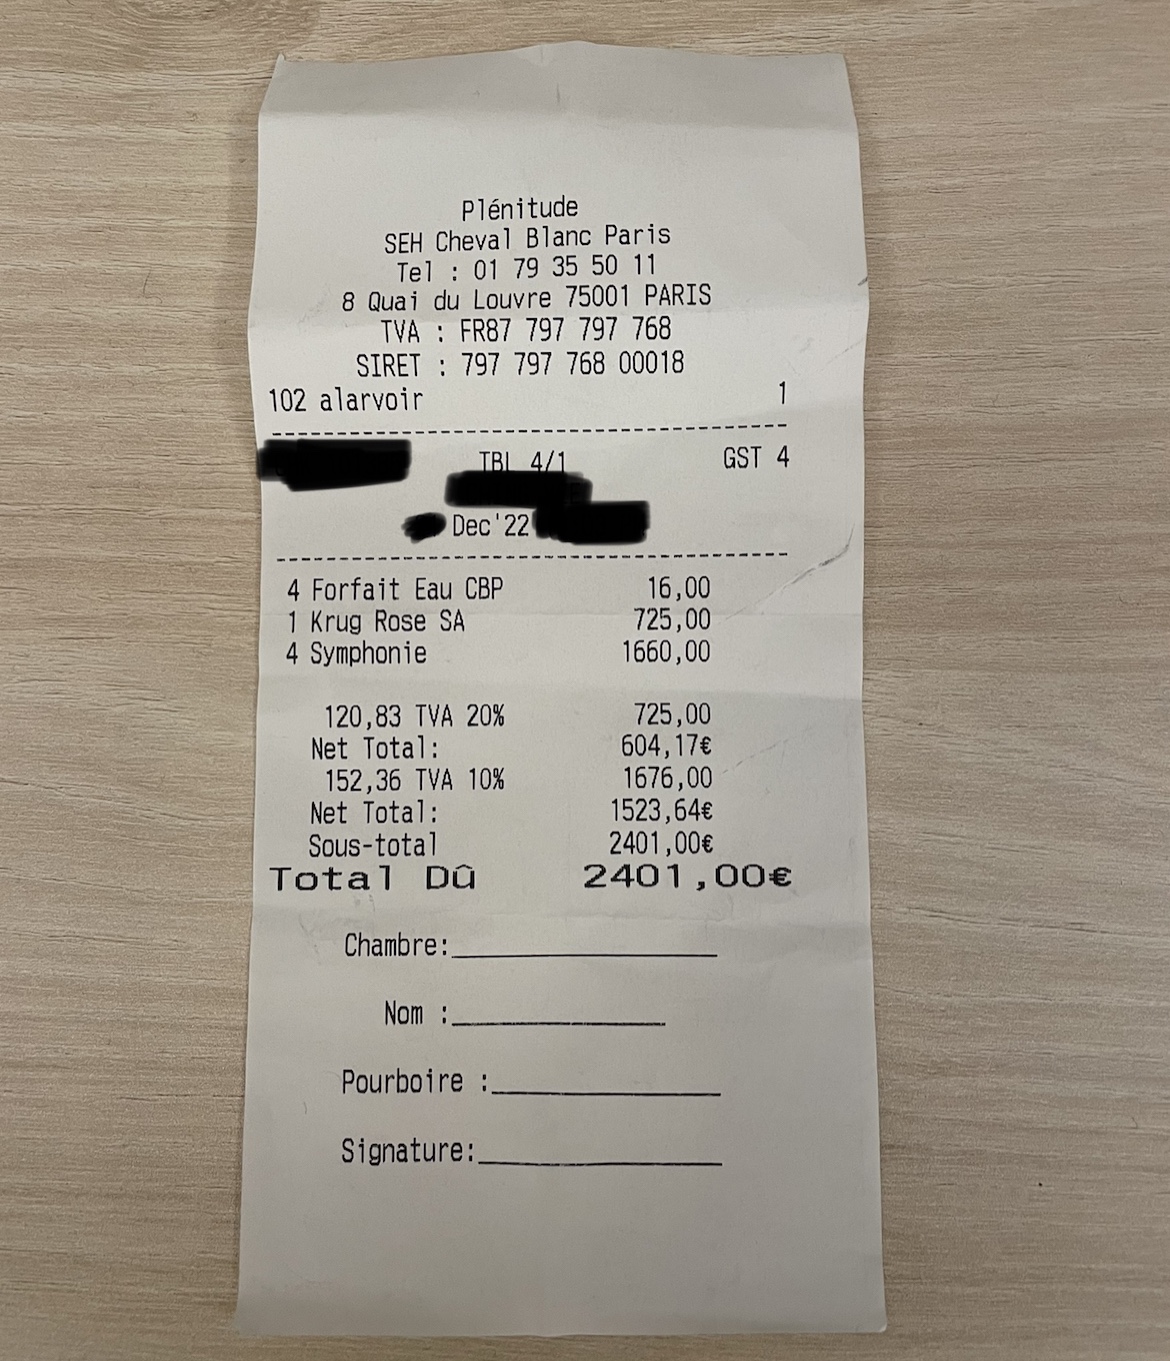 Plénitude
SEH Cheval Blanc Paris
Tel : 01 79 35 50 11
8 Quai du Louvre 75001 PARIS
TVA : FR87 797 797 768
SIRET : 797 797 768 00018
102 alarvoir 1
TBL 4/1 GST 4
Dec'22
4 Forfait Eau CBP 16,00
1 Krug Rose SA 725,00
4 Symphonie 1660,00
120,83 TVA 20% 725,00
Net Total: 604,17€
152,36 TVA 10% 1676,00
Net Total: 1523,64€
Sous-total 2401,00€
Total Dû 2401,00€
Chambre:
Nom :
Pourboire :
Signature: